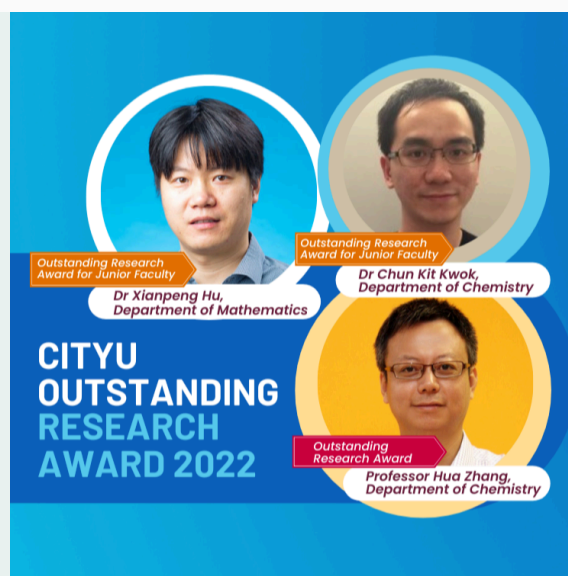 Outstanding Research
Award for Junior Faculty
Dr Xianpeng Hu,
Department of Mathematics
Outstanding Research
Award for Junior Faculty
Dr Chun Kit Kwok,
Department of Chemistry
CITYU
OUTSTANDING
RESEARCH
AWARD 2022
Outstanding
Research Award
Professor Hua Zhang,
Department of Chemistry